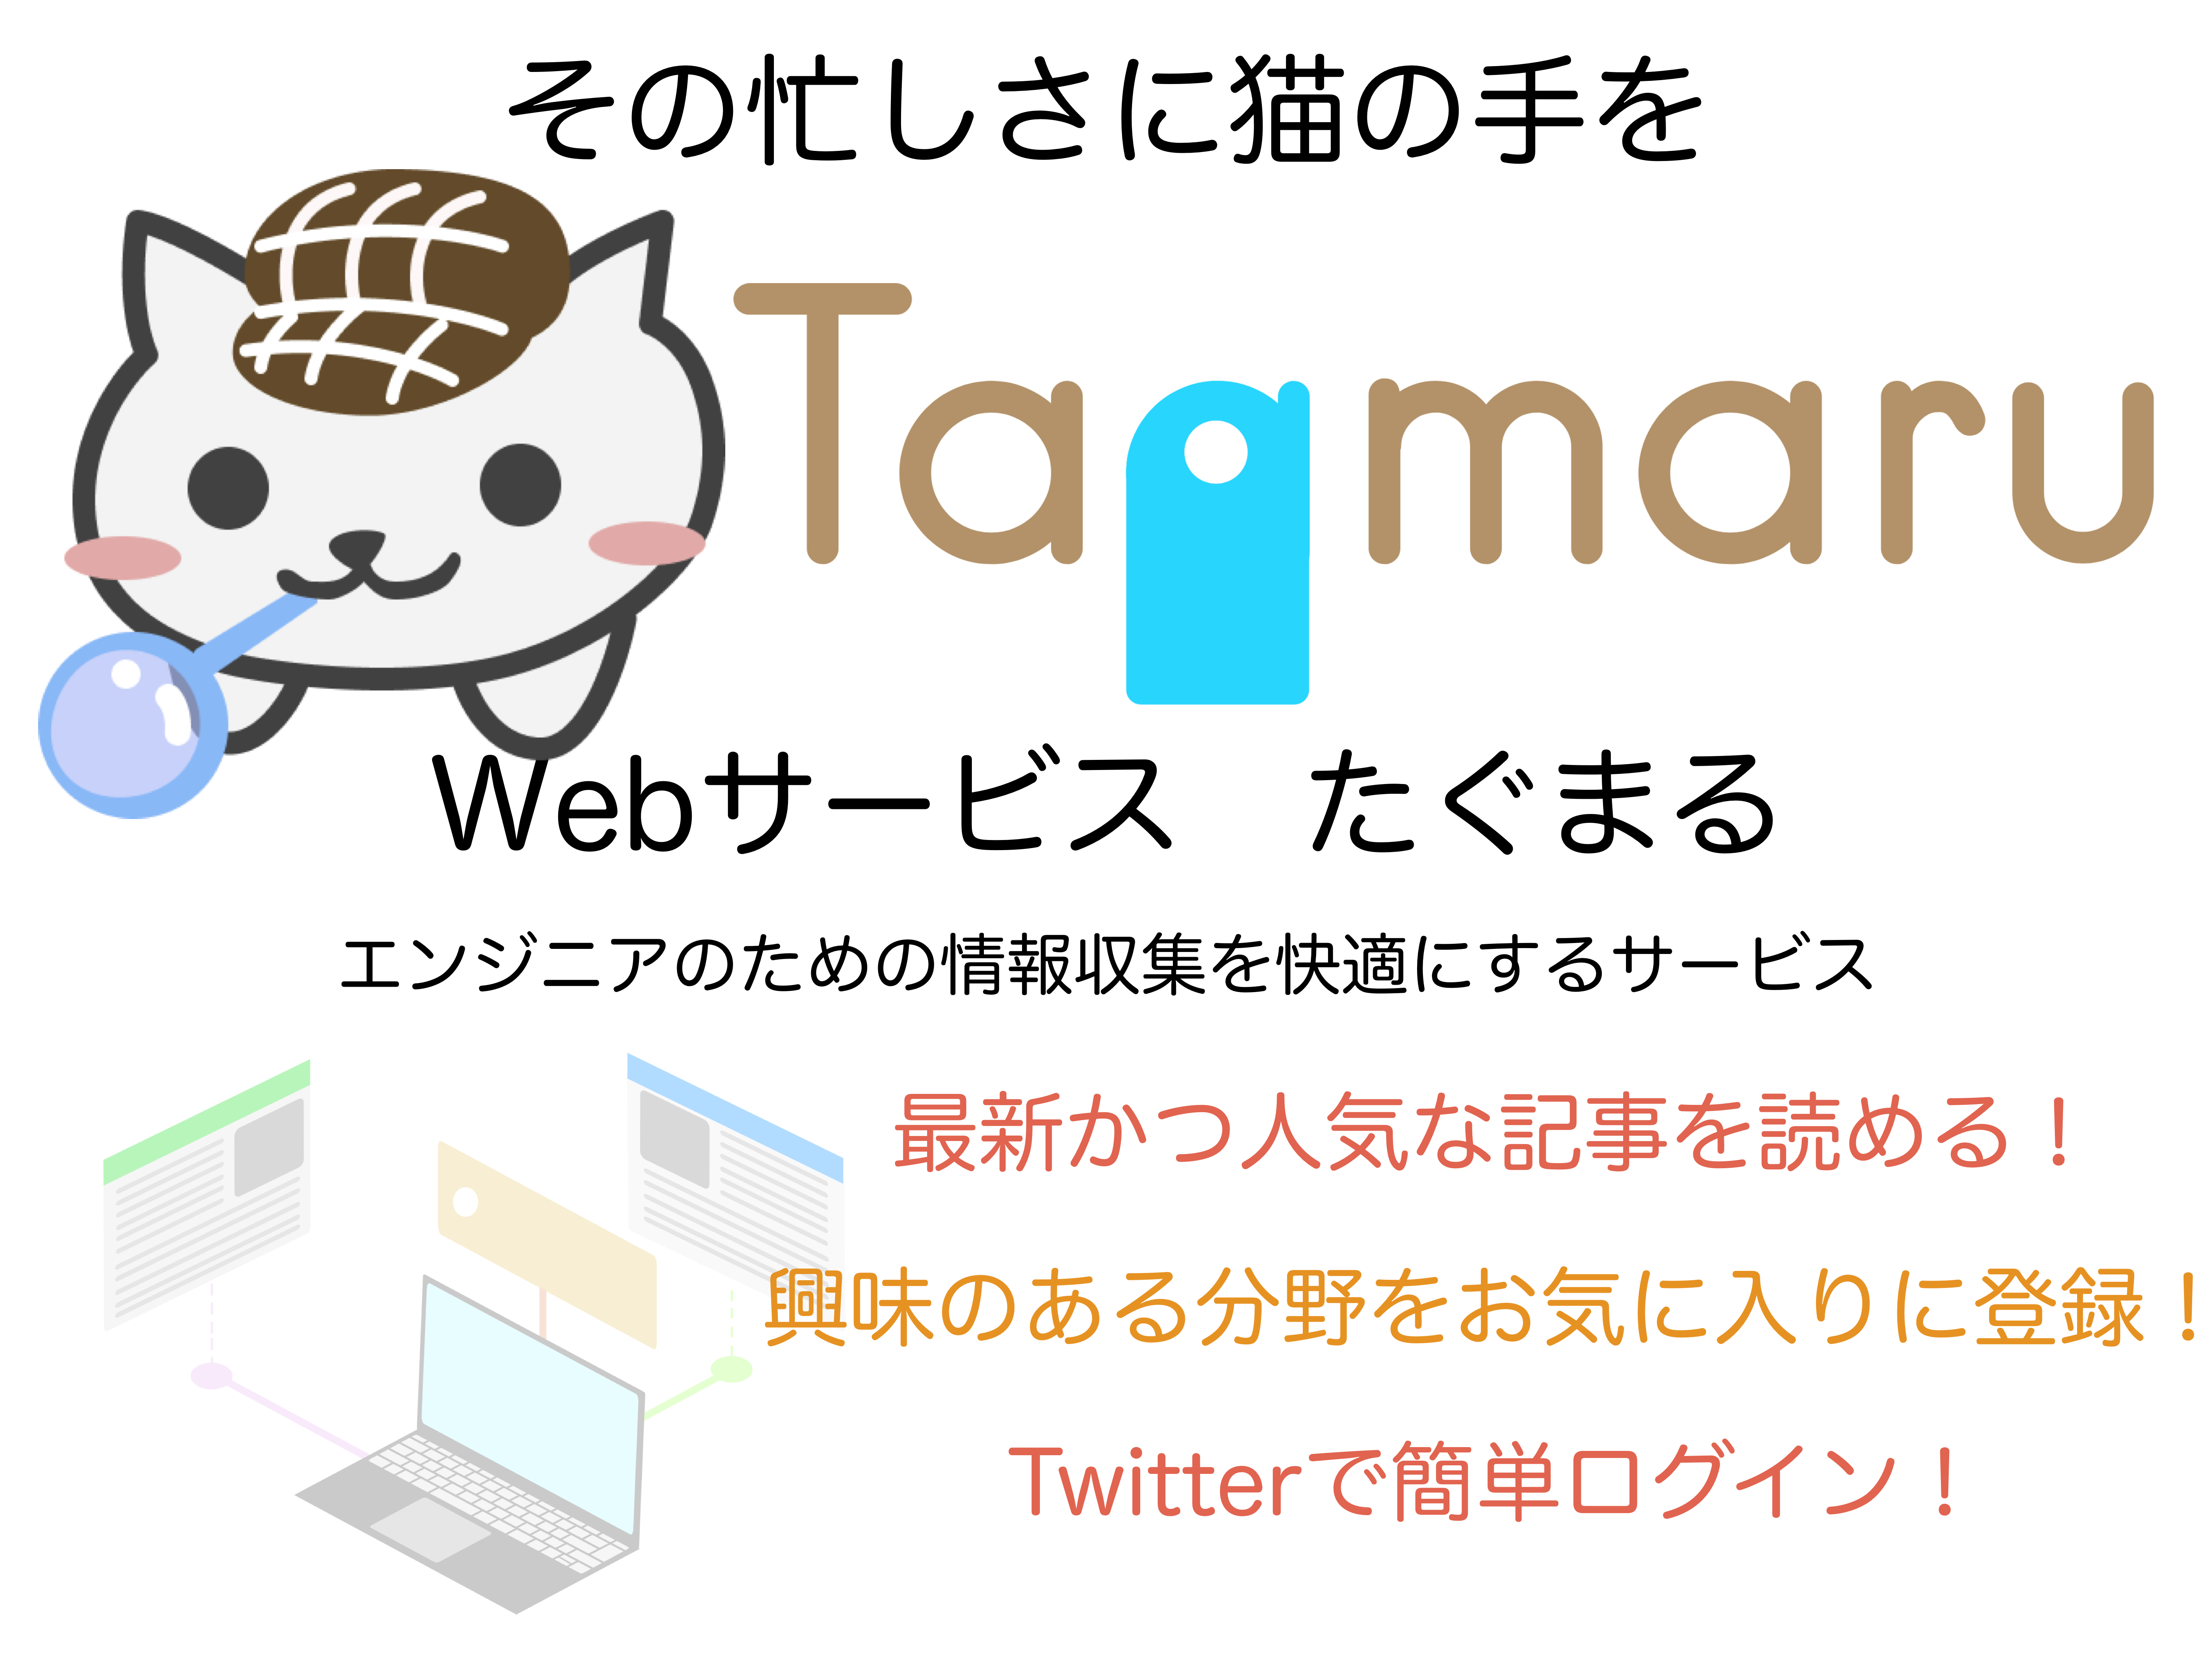 その忙しさに猫の手を
Tagmaru
Webサービス　たぐまる
エンジニアのための情報収集を快適にするサービス
最新かつ人気な記事を読める！
興味のある分野をお気に入りに登録！
Twitterで簡単ログイン！